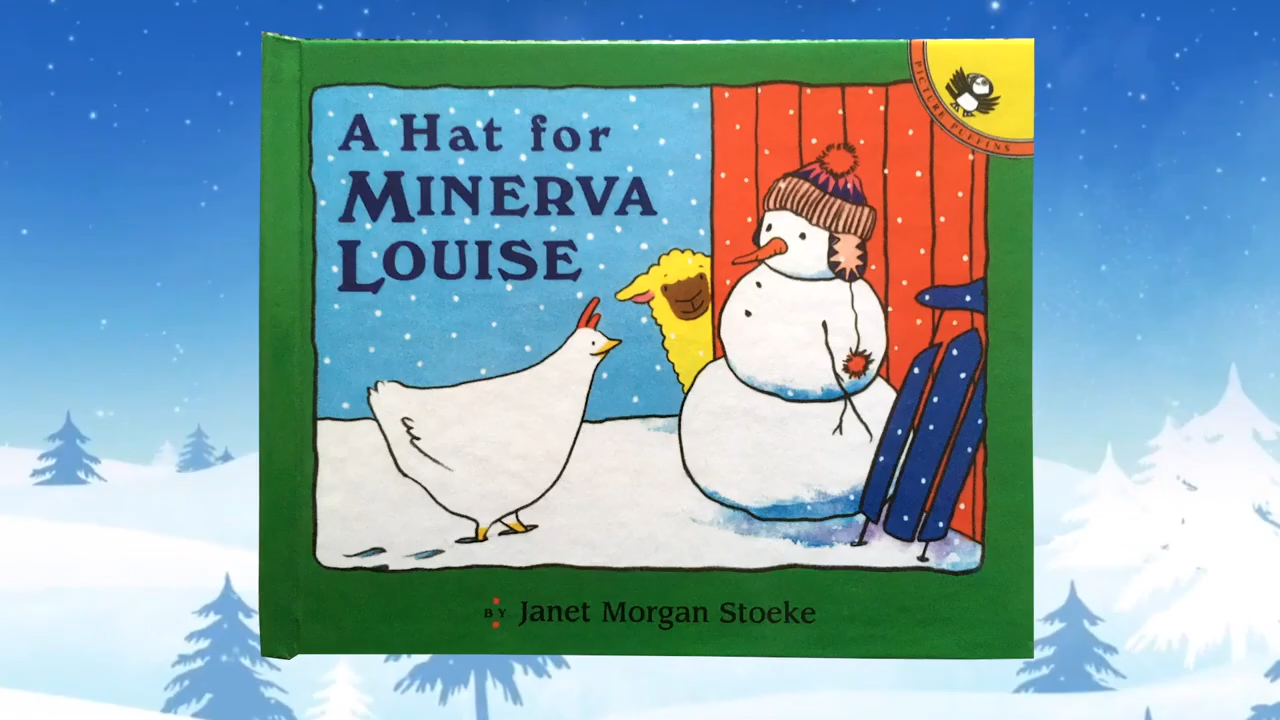 A Hat for
MINERVA
LOUISE
PICTURE PUFFINS
BY Janet Morgan Stoeke